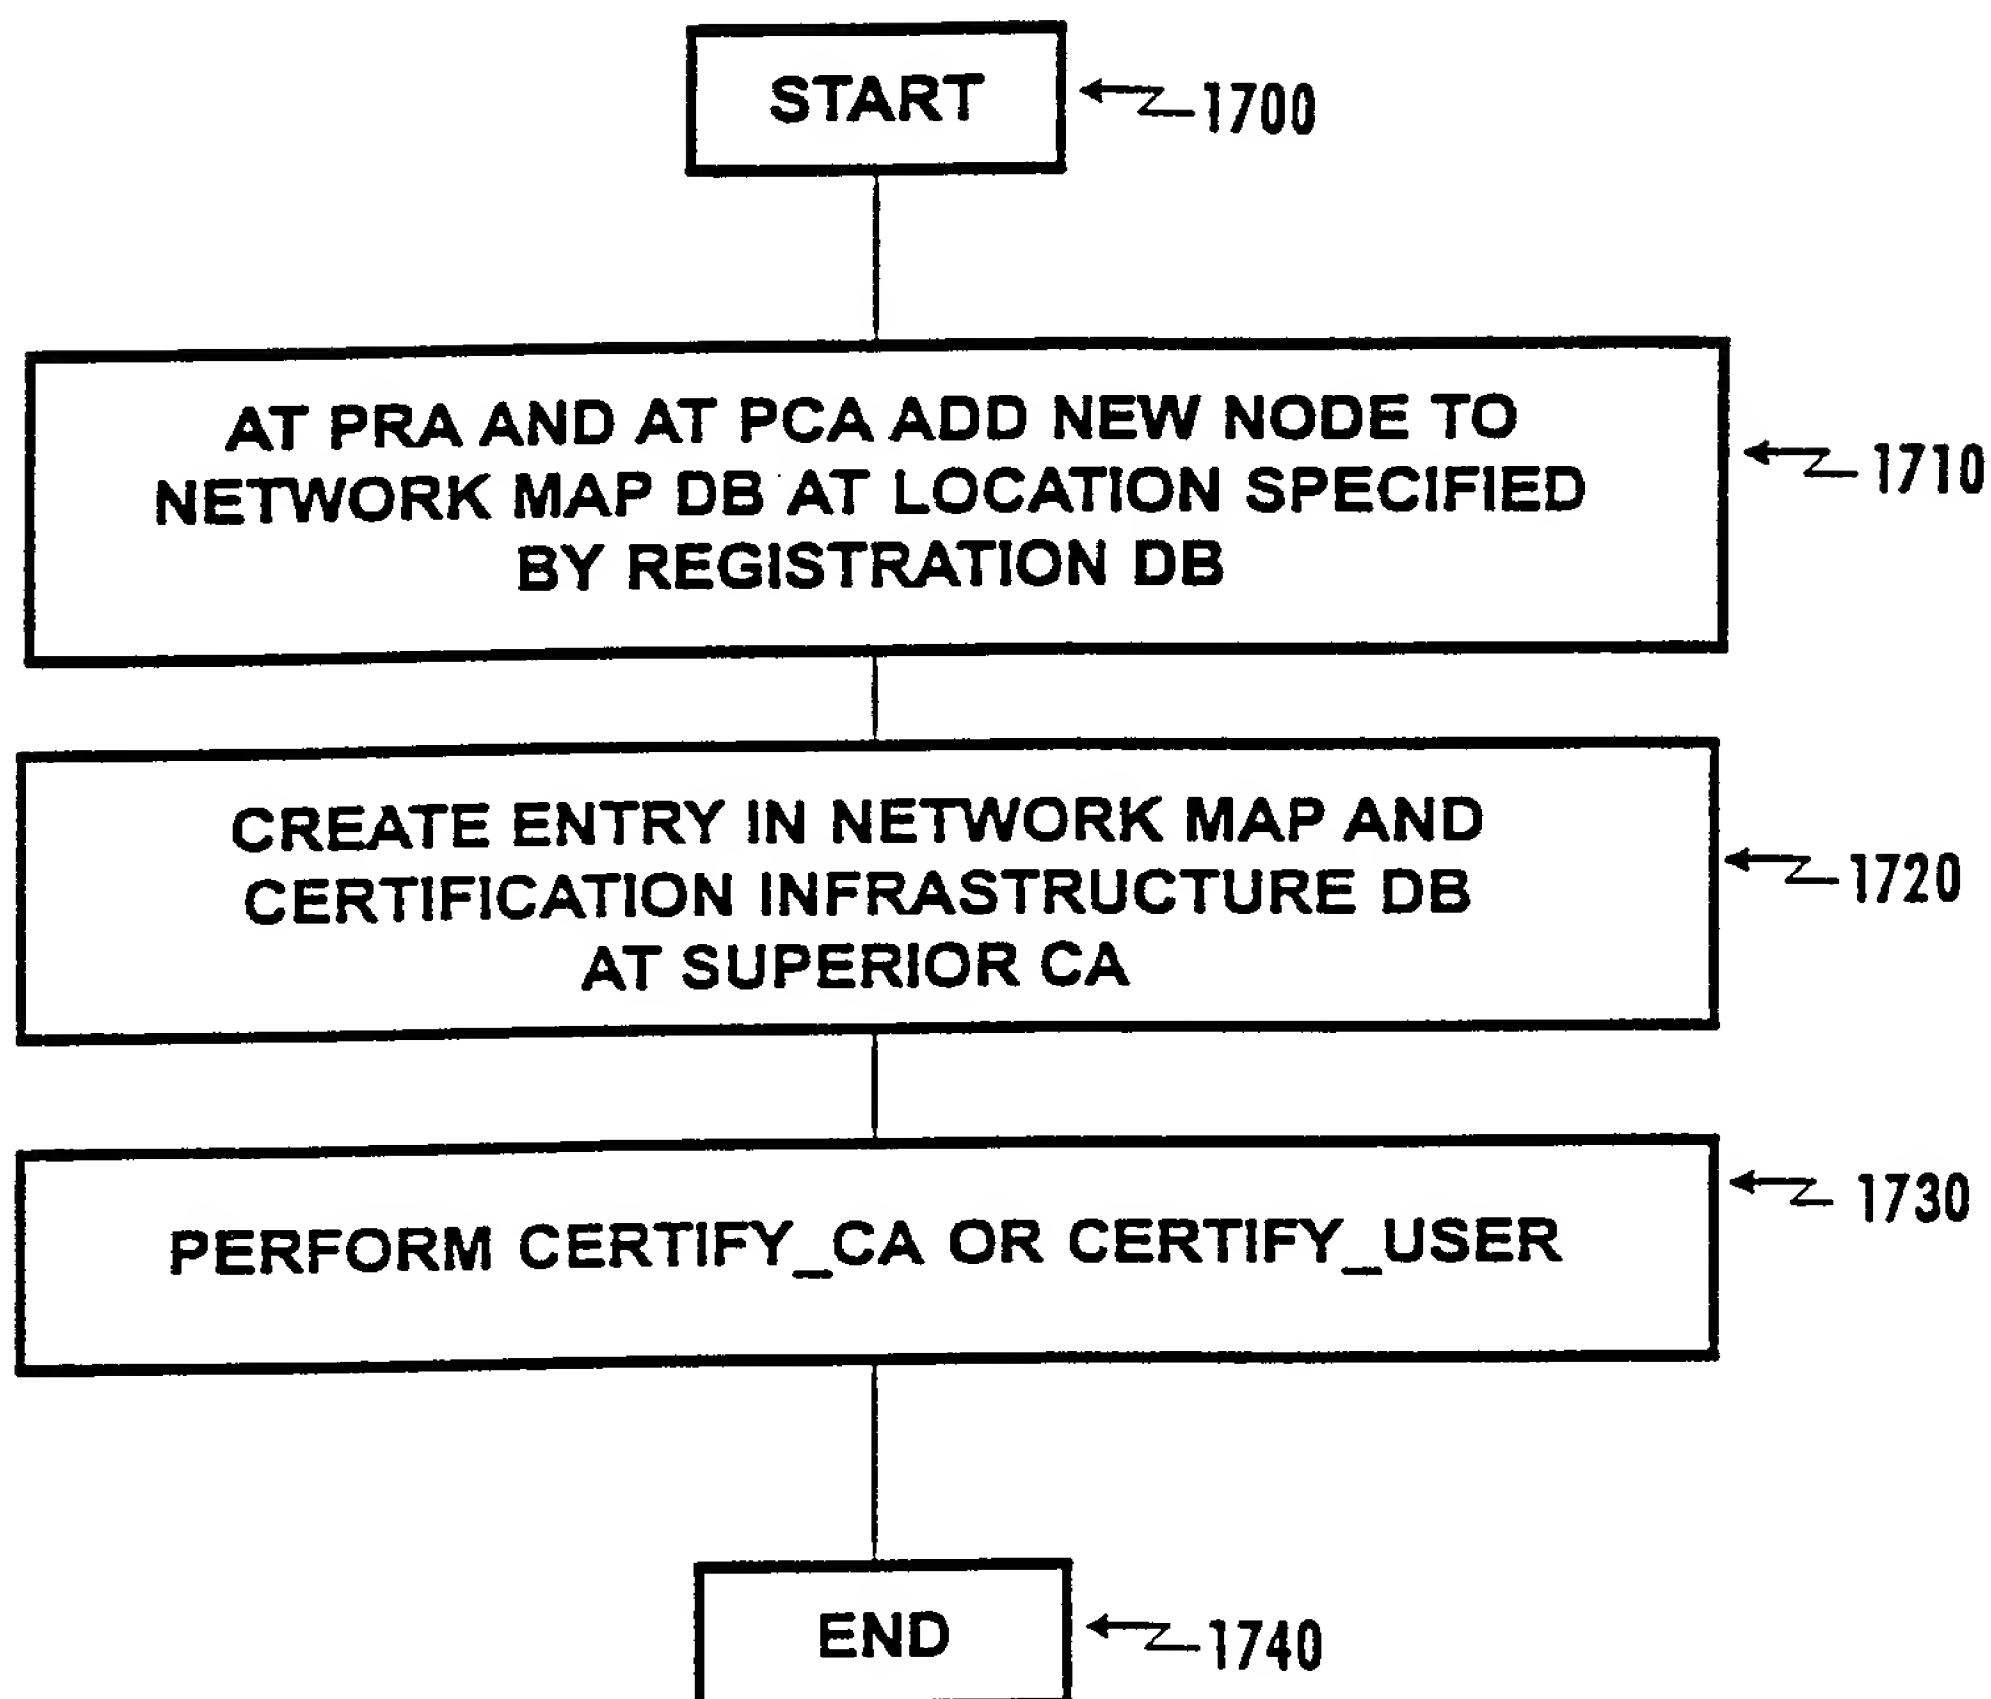 START
1700
AT PRA AND AT PCA ADD NEW NODE TO
NETWORK MAP DB AT LOCATION SPECIFIED
BY REGISTRATION DB
1710
CREATE ENTRY IN NETWORK MAP AND
CERTIFICATION INFRASTRUCTURE DB
AT SUPERIOR CA
1720
PERFORM CERTIFY_CA OR CERTIFY_USER
1730
END
1740